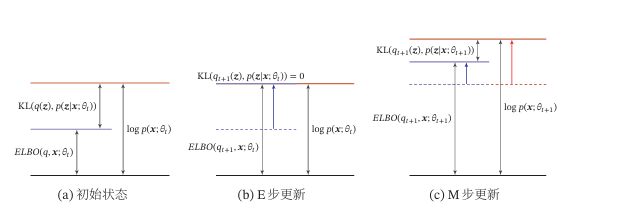 KL(q(z), p(z|x; θ_t))
log p(x; θ_t)
ELBO(q, x; θ_t)
(a) 初始状态
KL(q_{t+1}(z), p(z|x; θ_t)) = 0
log p(x; θ_t)
ELBO(q_{t+1}, x; θ_t)
(b) E 步更新
KL(q_{t+1}(z), p(z|x; θ_{t+1}))
log p(x; θ_{t+1})
ELBO(q_{t+1}, x; θ_{t+1})
(c) M 步更新